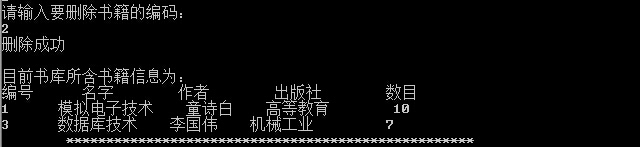 请输入要删除书籍的编码：
2
删除成功
目前书库所含书籍信息为：
编号 名字 作者 出版社 数目
1 模拟电子技术 童诗白 高等教育 10
3 数据库技术 李国伟 机械工业 7
***************************************************